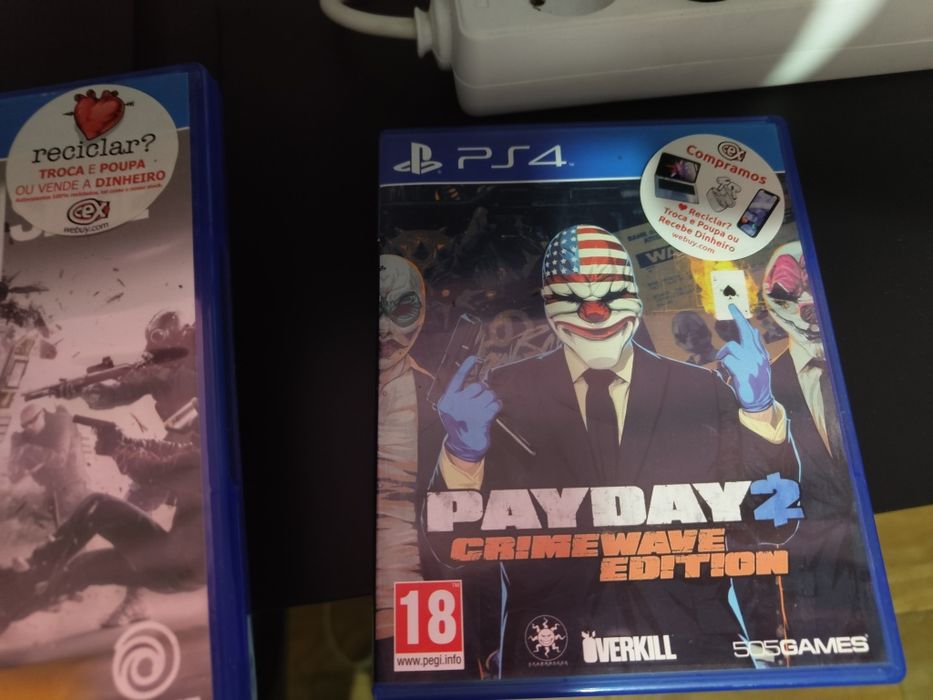 reciclar?
TROCA E POUPA
OU VENDE A DINHEIRO
cex
webuy.com
PS4
cex
Compramos
Reciclar?
Troca e Poupa ou
Recebe Dinheiro
webuy.com
PAYDAY 2
CRIMEWAVE
EDITION
18
www.pegi.info
OVERKILL
505GAMES